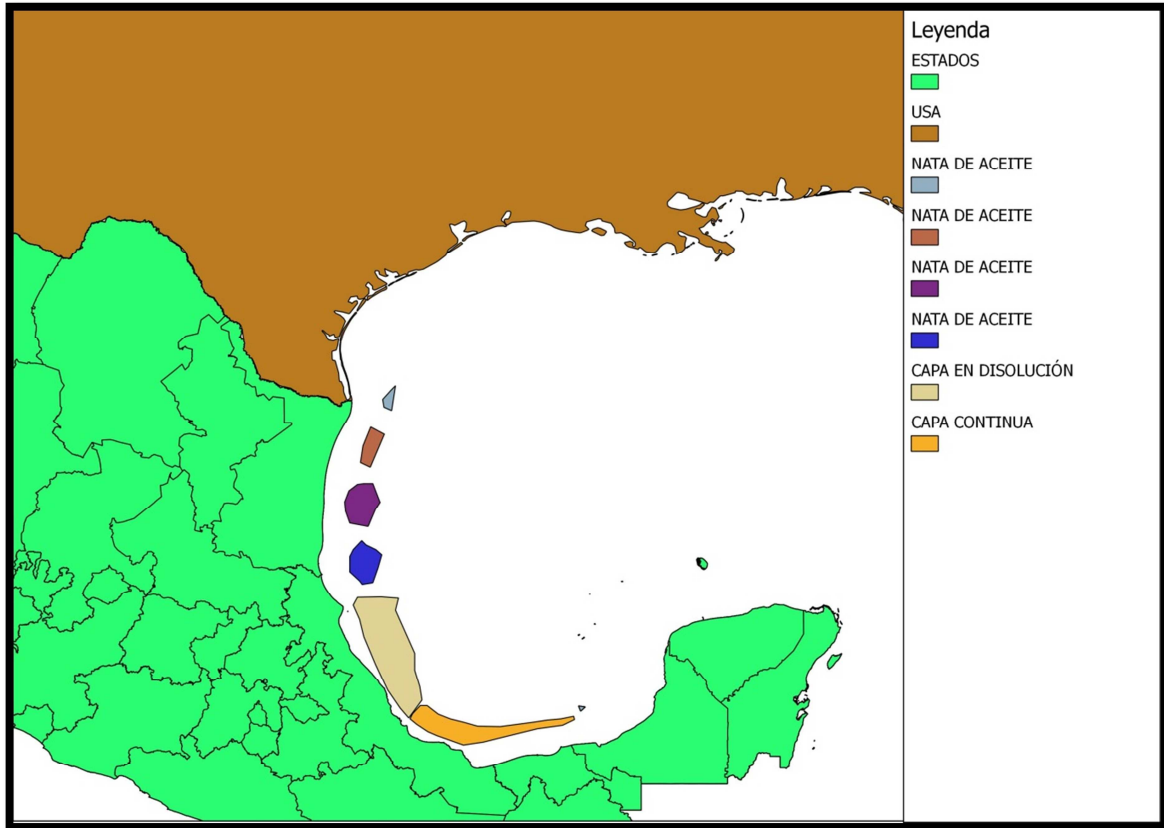 Leyenda
ESTADOS
USA
NATA DE ACEITE
NATA DE ACEITE
NATA DE ACEITE
NATA DE ACEITE
CAPA EN DISOLUCIÓN
CAPA CONTINUA